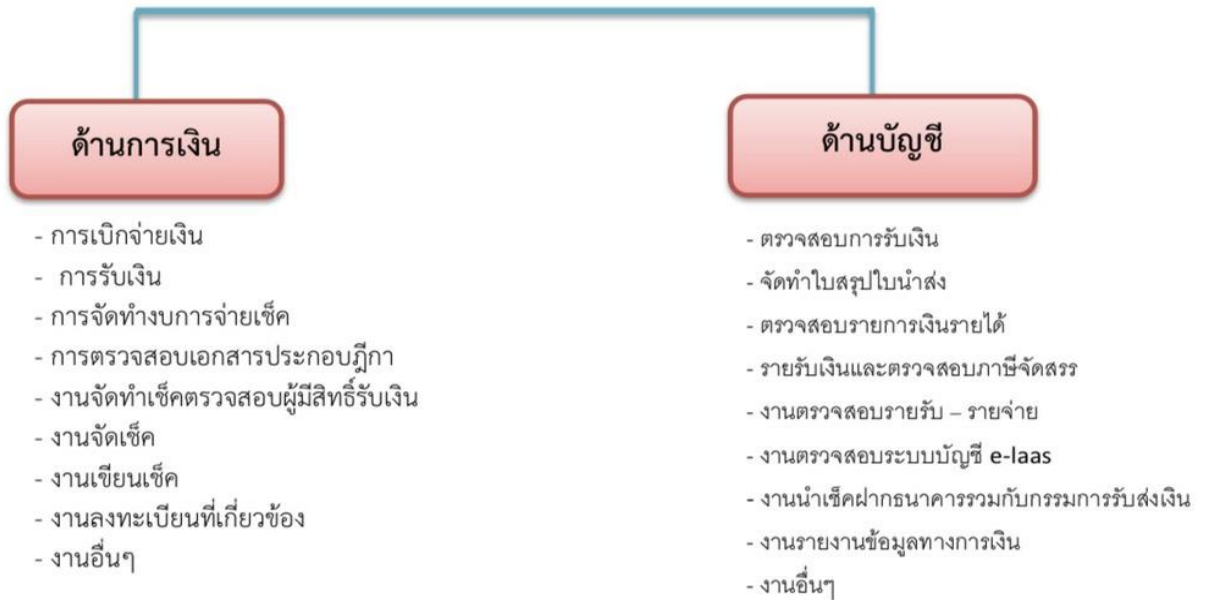 ด้านการเงิน
- การเบิกจ่ายเงิน
- การรับเงิน
- การจัดทำงบการจ่ายเช็ค
- การตรวจสอบเอกสารประกอบฎีกา
- งานจัดทำเช็คตรวจสอบผู้มีสิทธิ์รับเงิน
- งานจัดเช็ค
- งานเขียนเช็ค
- งานลงทะเบียนที่เกี่ยวข้อง
- งานอื่นๆ
ด้านบัญชี
- ตรวจสอบการรับเงิน
- จัดทำใบสรุปใบนำส่ง
- ตรวจสอบรายการเงินรายได้
- รายรับเงินและตรวจสอบภาษีจัดสรร
- งานตรวจสอบรายรับ – รายจ่าย
- งานตรวจสอบระบบบัญชี e-laas
- งานนำเช็คฝากธนาคารรวมกับกรรมการรับส่งเงิน
- งานรายงานข้อมูลทางการเงิน
- งานอื่นๆ